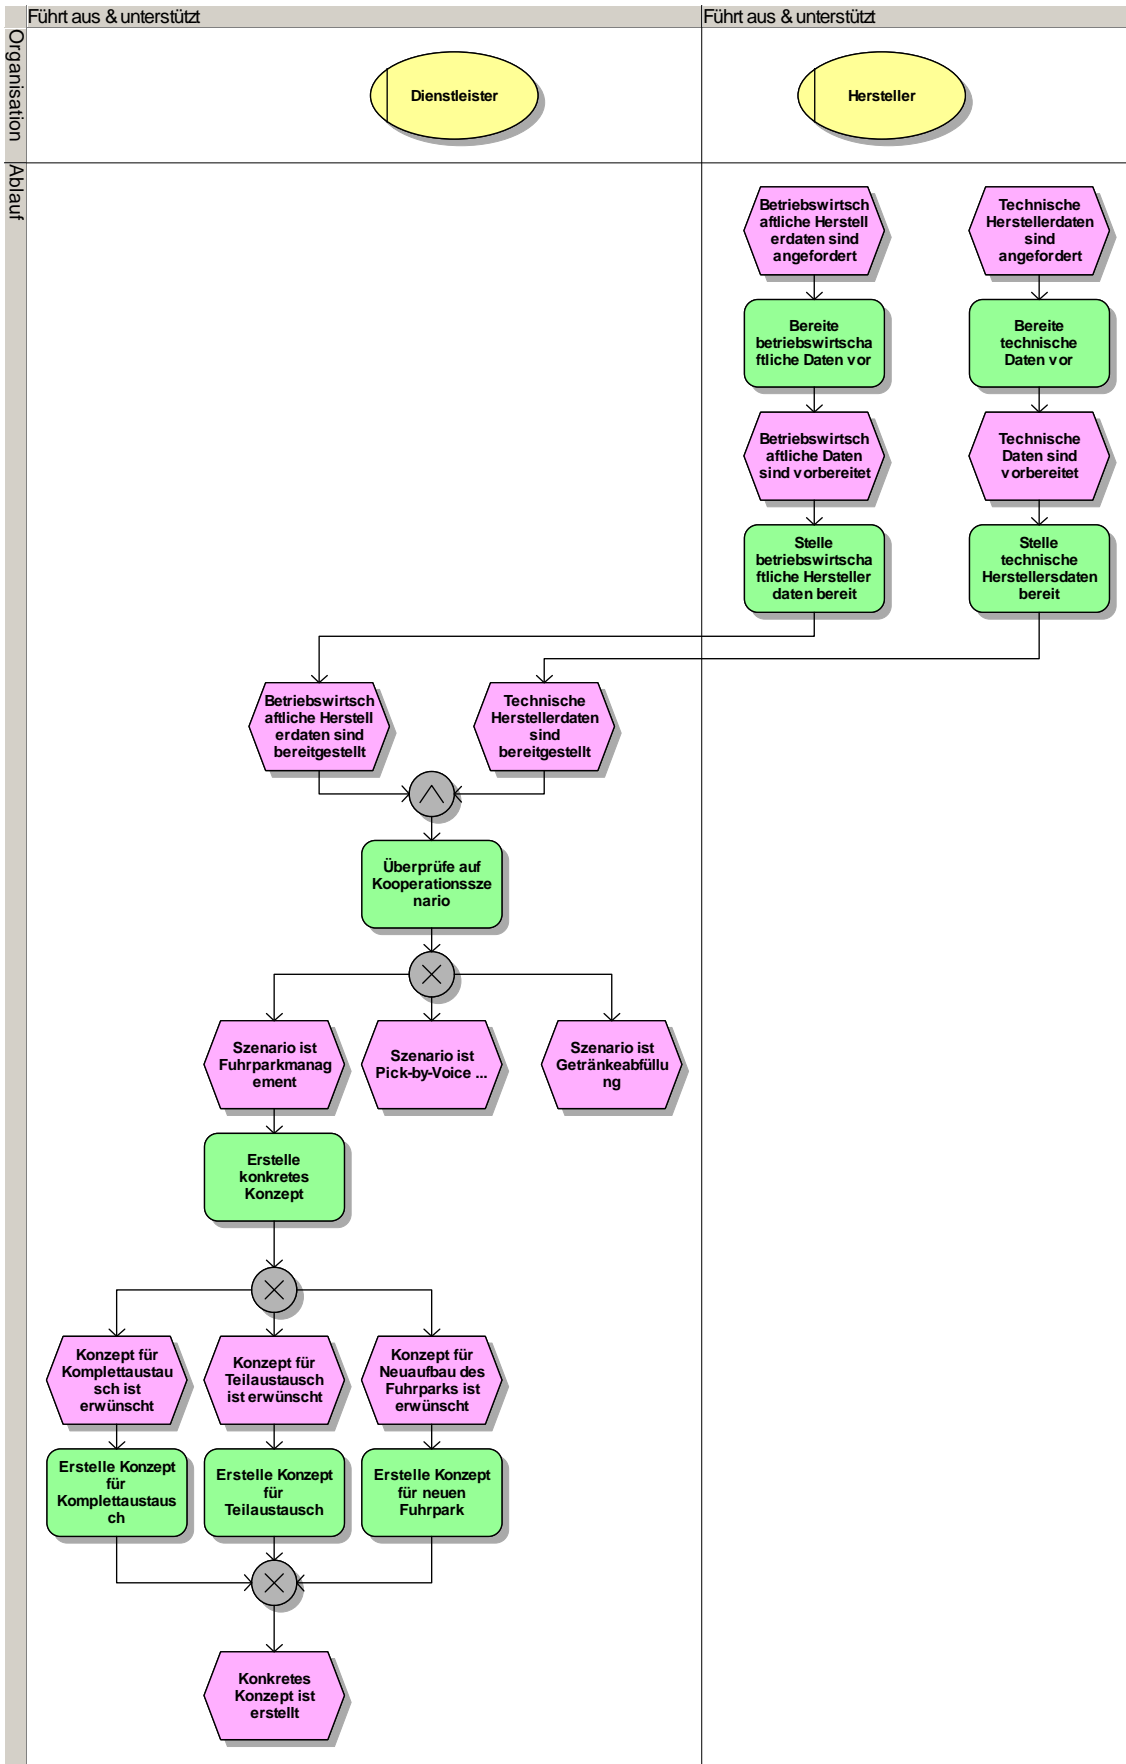 Führt aus & unterstützt
Führt aus & unterstützt
Organisation
Dienstleister
Hersteller
Ablauf
Betriebswirtsch
aftliche Herstell
erdaten sind
angefordert
Technische
Herstellerdaten
sind
angefordert
Bereite
betriebswirtscha
ftliche Daten vor
Bereite
technische
Daten vor
Betriebswirtsch
aftliche Daten
sind vorbereitet
Technische
Daten sind
vorbereitet
Stelle
betriebswirtscha
ftliche Hersteller
daten bereit
Stelle
technische
Herstellersdaten
bereit
Betriebswirtsch
aftliche Herstell
erdaten sind
bereitgestellt
Technische
Herstellerdaten
sind
bereitgestellt
Überprüfe auf
Kooperationssze
nario
Szenario ist
Fuhrparkmanag
ement
Szenario ist
Pick-by-Voice ...
Szenario ist
Getränkeabfüllu
ng
Erstelle
konkretes
Konzept
Konzept für
Komplettaustau
sch ist
erwünscht
Konzept für
Teilaustausch
ist erwünscht
Konzept für
Neuaufbau des
Fuhrparks ist
erwünscht
Erstelle Konzept
für
Komplettaustaus
ch
Erstelle Konzept
für
Teilaustausch
Erstelle Konzept
für neuen
Fuhrpark
Konkretes
Konzept ist
erstellt